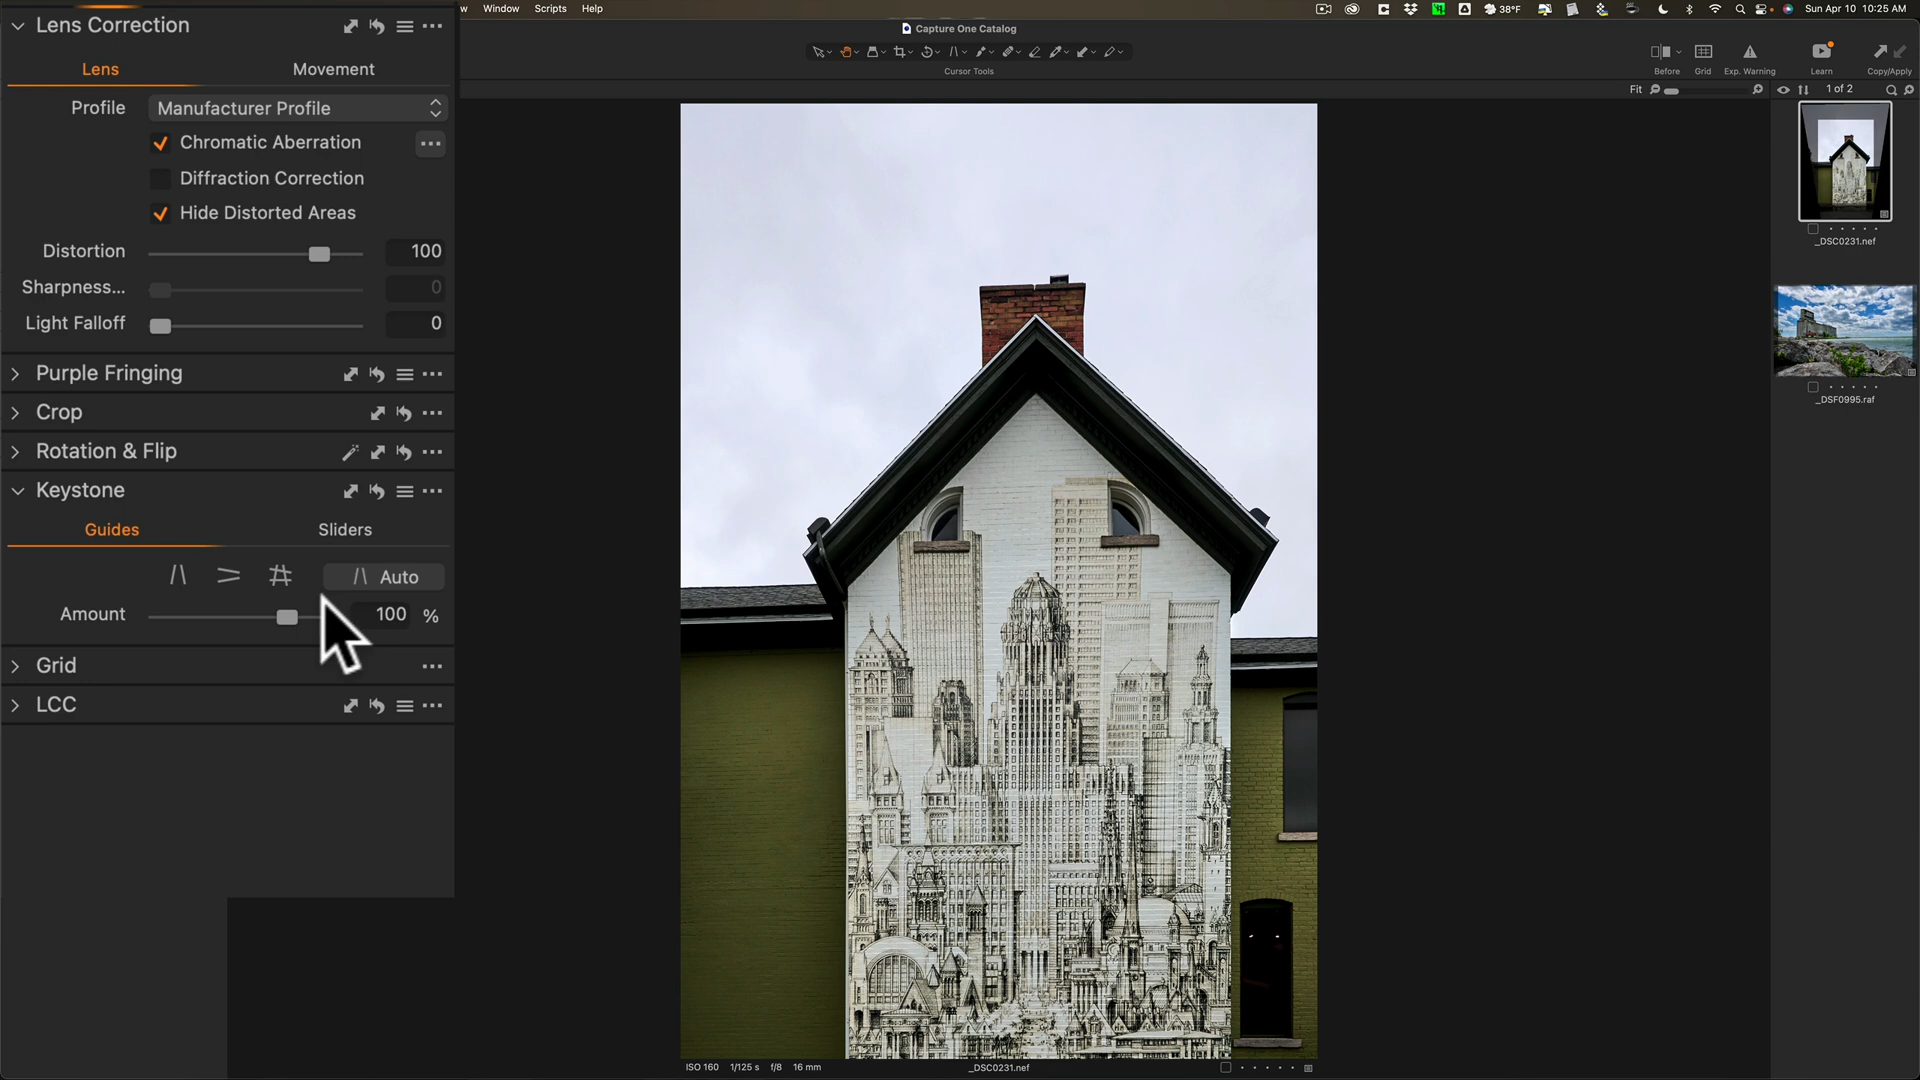 w Window Scripts Help
38°F Sun Apr 10 10:25 AM
Capture One Catalog
Cursor Tools
Before Grid Exp. Warning Learn Copy/Apply
Fit
1 of 2
Lens Correction
Lens Movement
Profile Manufacturer Profile
Chromatic Aberration
Diffraction Correction
Hide Distorted Areas
Distortion 100
Sharpness... 0
Light Falloff 0
Purple Fringing
Crop
Rotation & Flip
Keystone
Guides Sliders
Auto
Amount 100 %
Grid
LCC
_DSC0231.nef
_DSF0995.raf
ISO 160 1/125 s f/8 16 mm
_DSC0231.nef